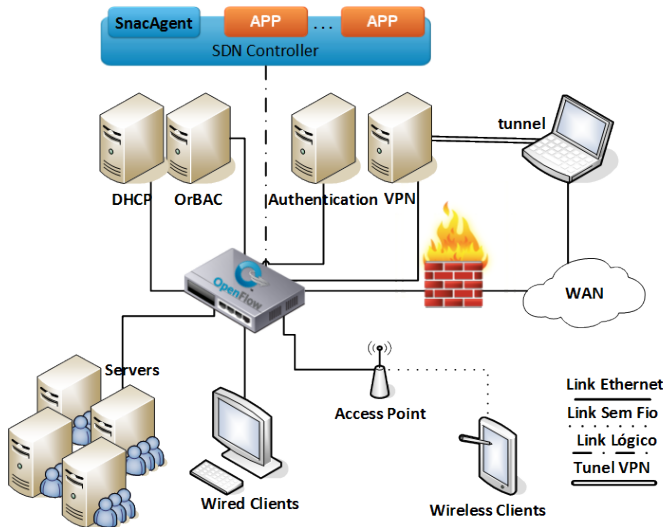 SnacAgent
APP
...
APP
SDN Controller
tunnel
DHCP
OrBAC
Authentication
VPN
OpenFlow
WAN
Servers
Access Point
Wired Clients
Wireless Clients
Link Ethernet
Link Sem Fio
Link Lógico
Tunel VPN